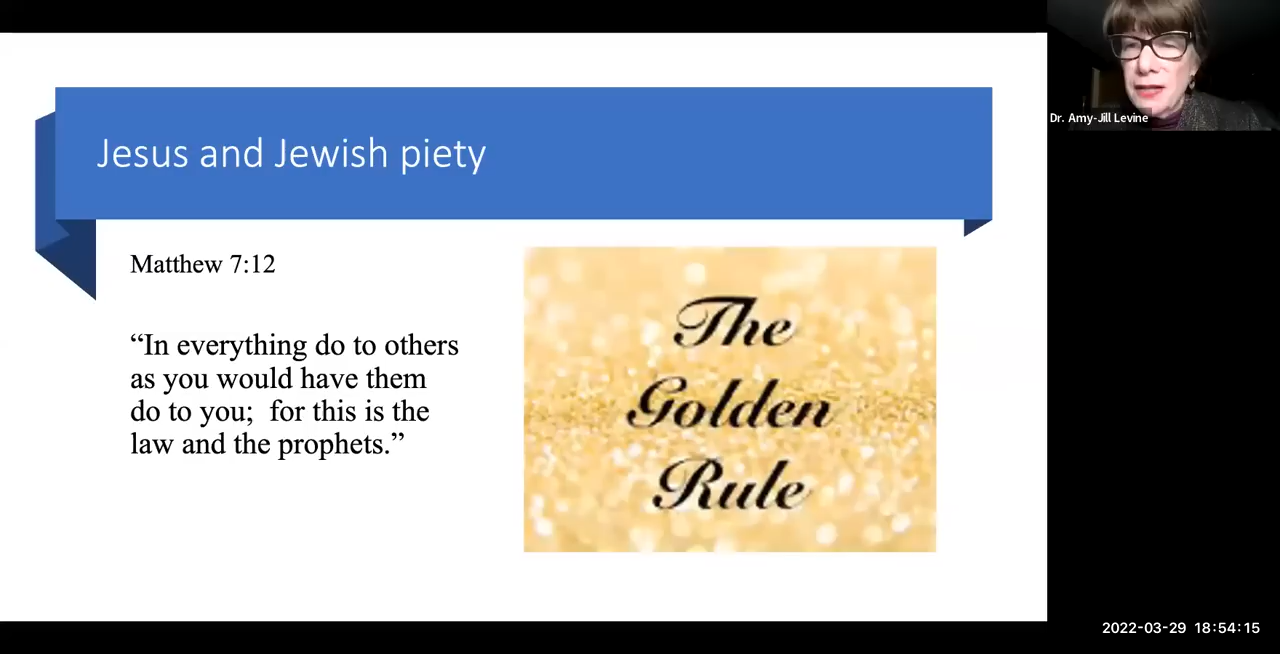 Jesus and Jewish piety
Matthew 7:12
“In everything do to others
as you would have them
do to you;  for this is the
law and the prophets.”
The
Golden
Rule
Dr. Amy-Jill Levine
2022-03-29 18:54:15